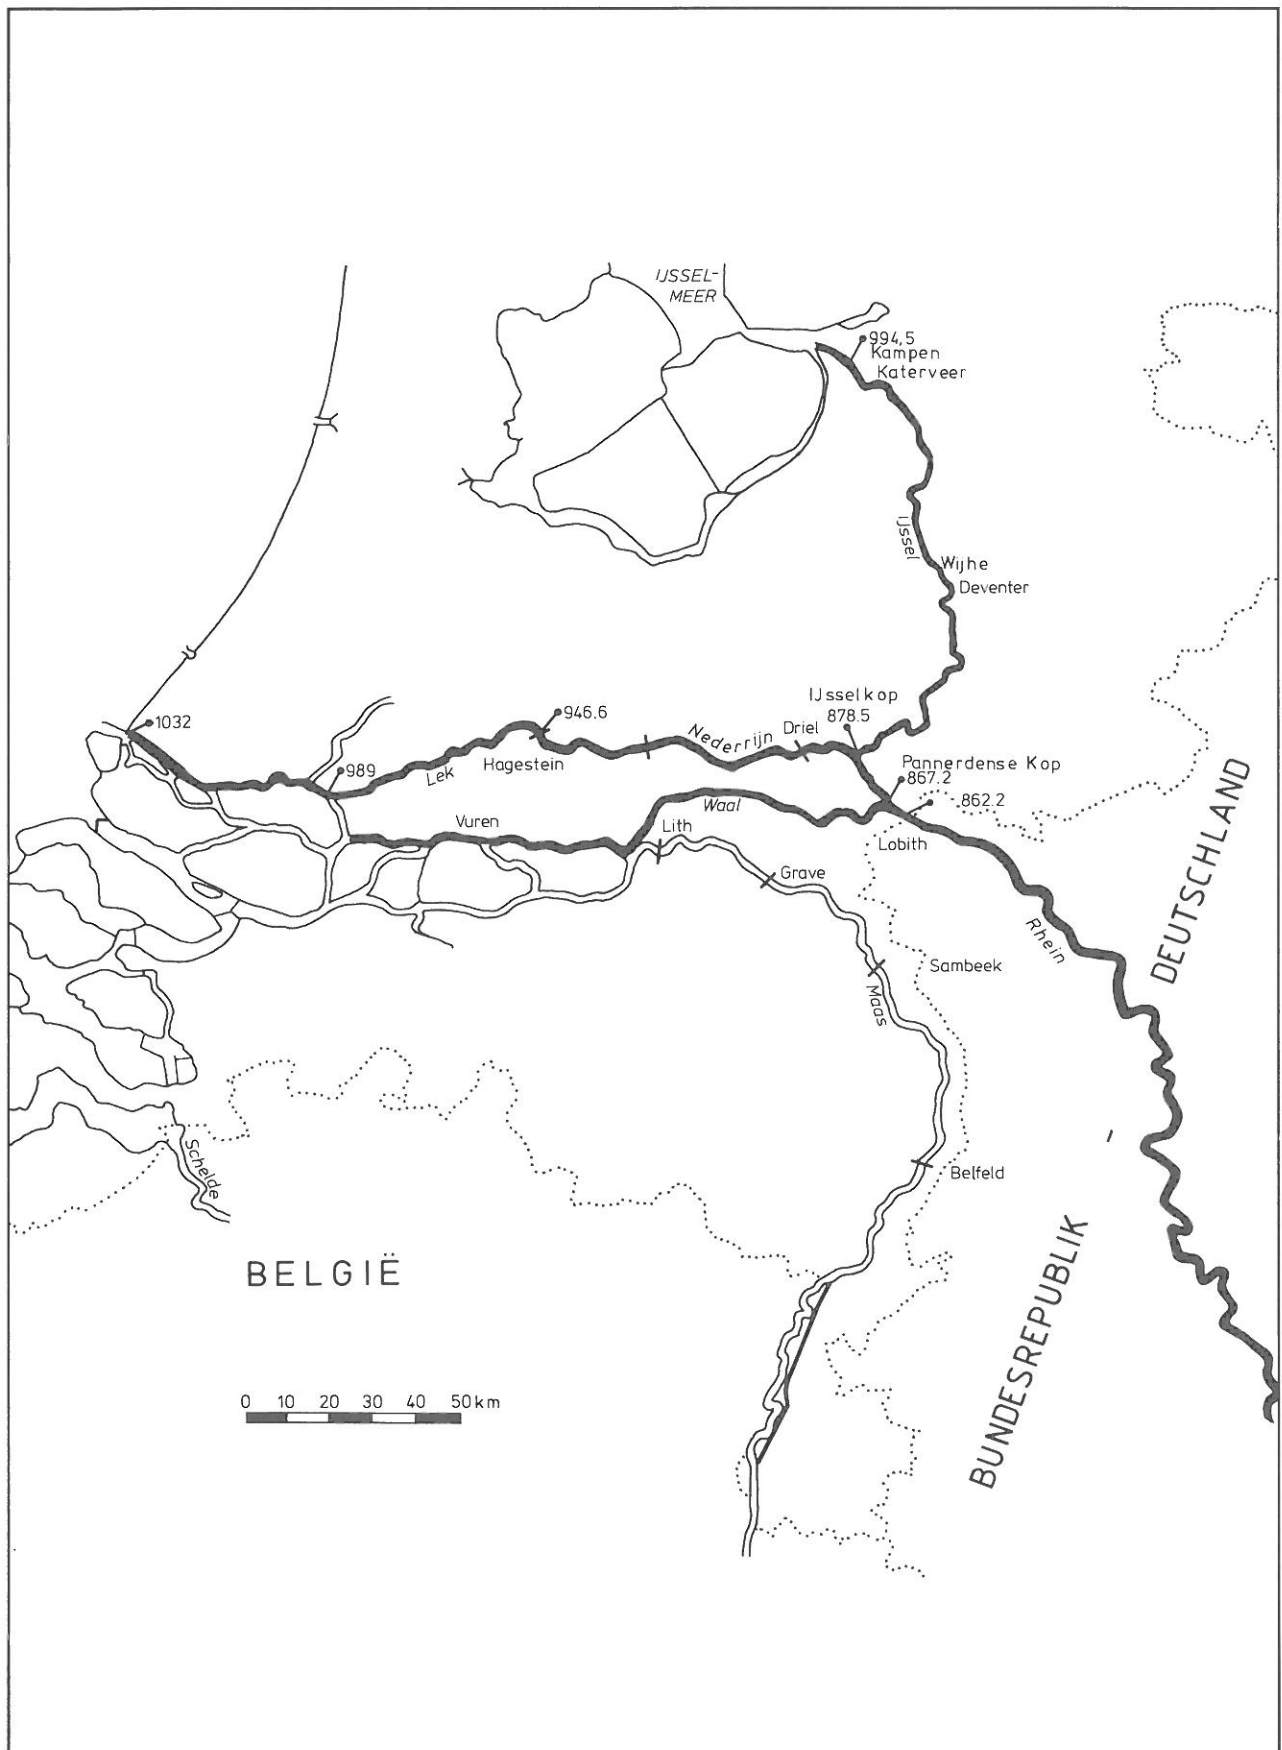 IJSSEL-
MEER
994,5
Kampen
Katerveer
IJssel
Wijhe
Deventer
IJsselkop
878.5
1032
946.6
Nederrijn
Driel
Pannerdense Kop
867.2
862.2
989
Lek
Hagestein
Waal
Vuren
Lith
Lobith
Grave
Rhein
DEUTSCHLAND
Sambeek
Maas
Schelde
Belfeld
BELGIË
BUNDESREPUBLIK
0 10 20 30 40 50 km